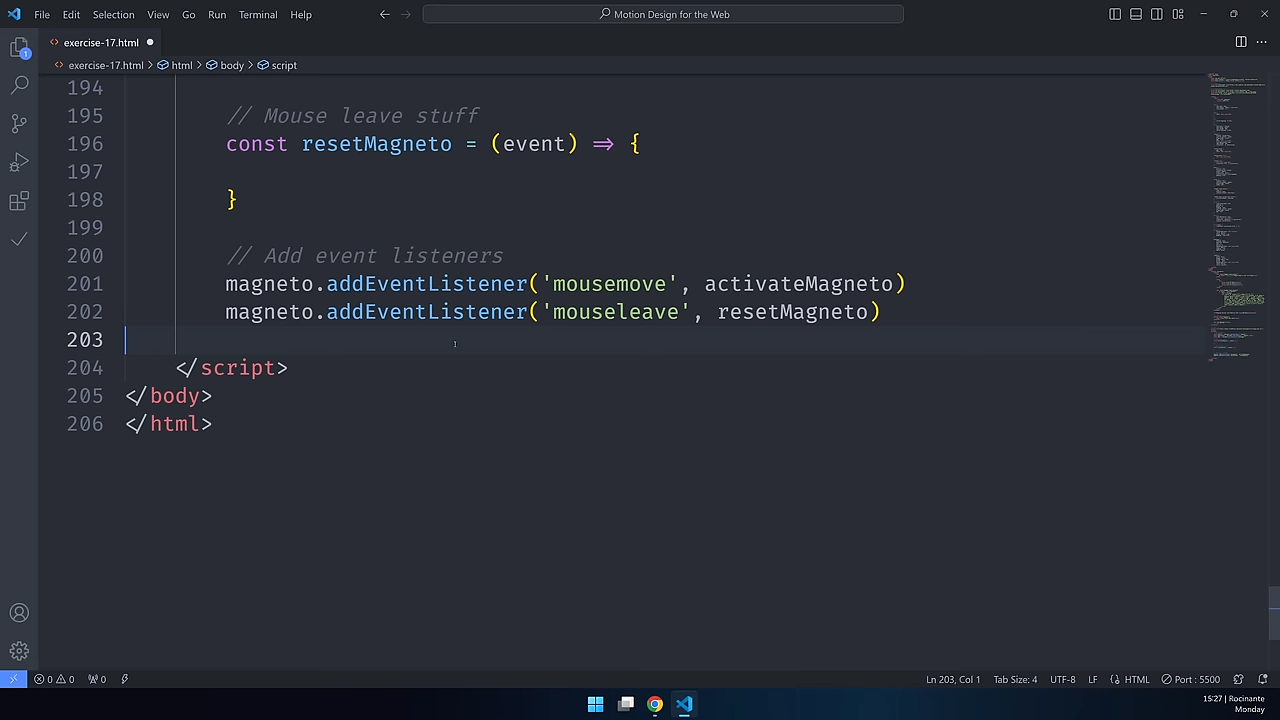 File Edit Selection View Go Run Terminal Help
Motion Design for the Web
exercise-17.html
exercise-17.html > html > body > script
194
195 // Mouse leave stuff
196 const resetMagneto = (event) => {
197
198 }
199
200 // Add event listeners
201 magneto.addEventListener('mousemove', activateMagneto)
202 magneto.addEventListener('mouseleave', resetMagneto)
203
204 </script>
205 </body>
206 </html>
1
0 0 0
Ln 203, Col 1 Tab Size: 4 UTF-8 LF HTML Port : 5500
15:27 | Rocinante
Monday